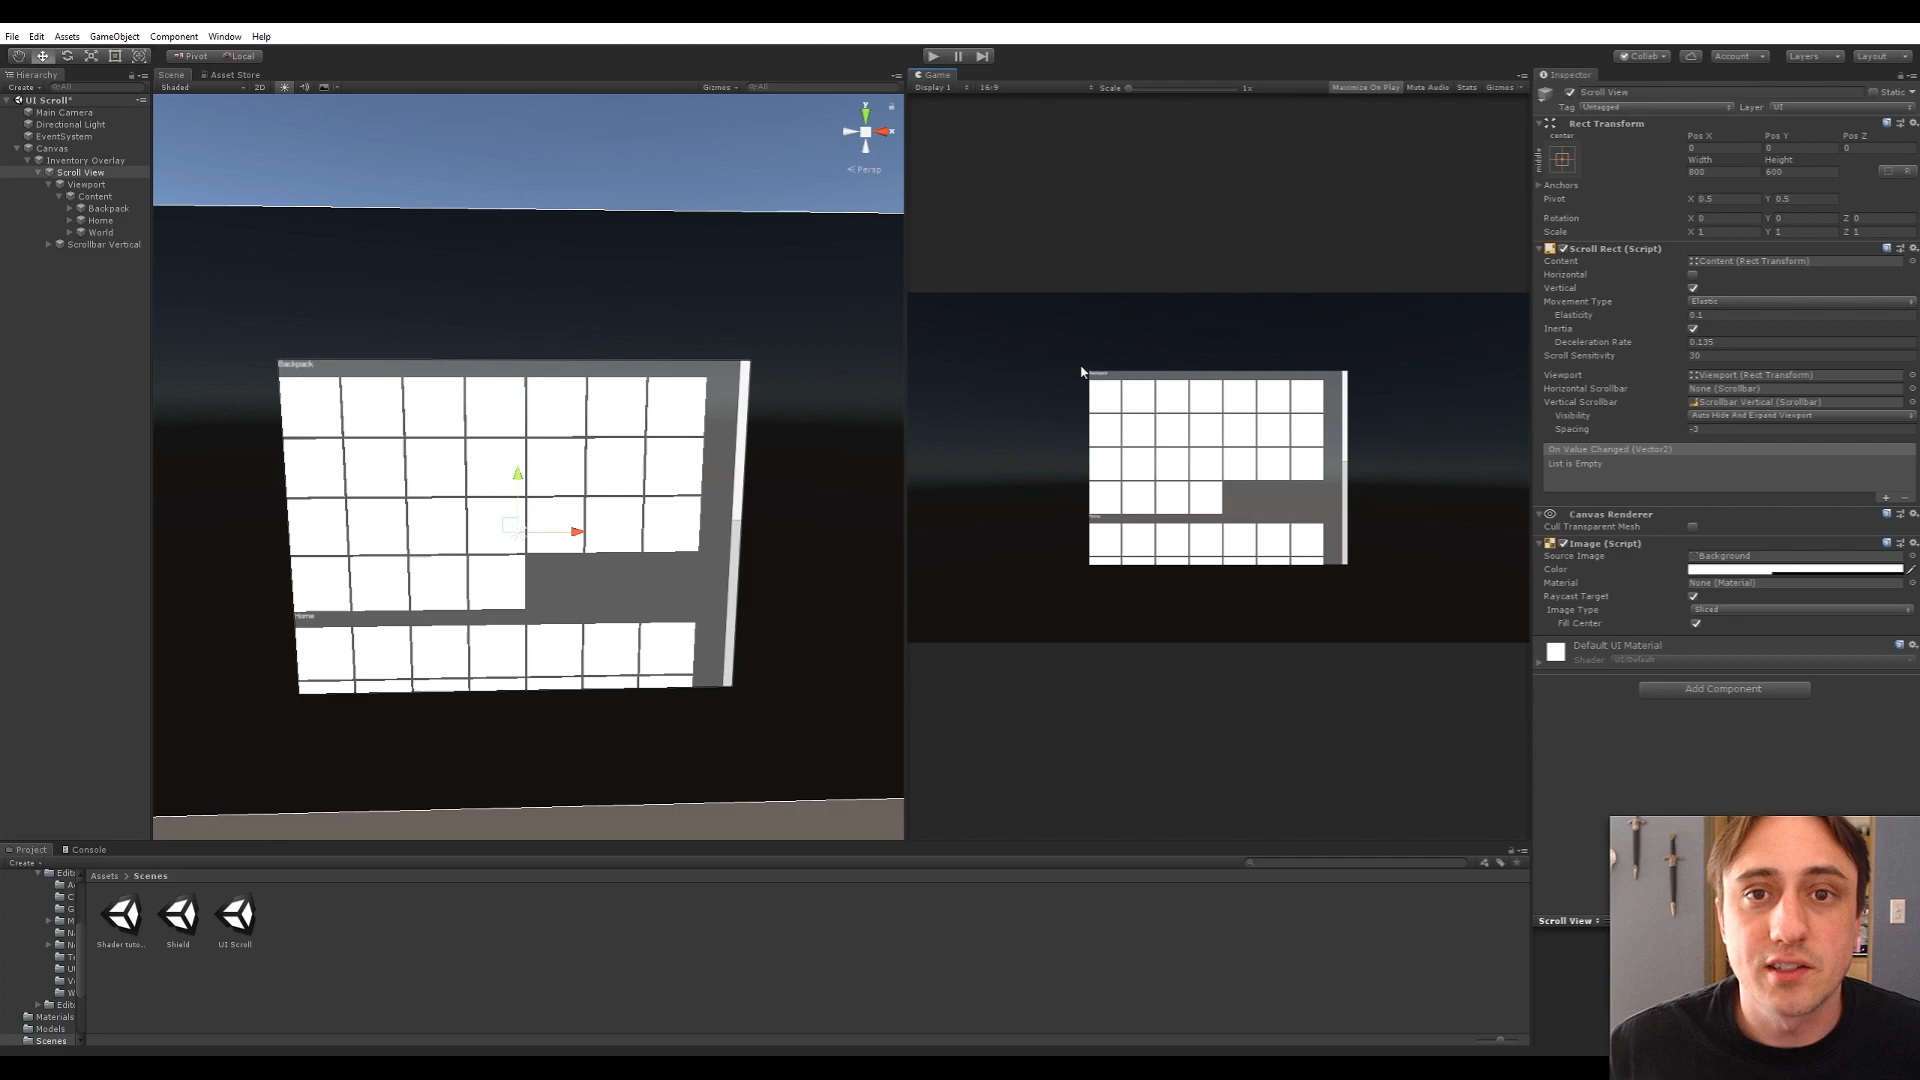 File Edit Assets GameObject Component Window Help
Pivot Local
Collab Account Layers Layout
Hierarchy
Create All
UI Scroll*
Main Camera
Directional Light
EventSystem
Canvas
Inventory Overlay
Scroll View
Viewport
Content
Backpack
Home
World
Scrollbar Vertical
Scene Asset Store
Shaded 2D Gizmos All
y
x
Persp
Backpack
Home
Game
Display 1 16:9 Scale 1x Maximize On Play Mute Audio Stats Gizmos
Inspector
Scroll View Static
Tag Untagged Layer UI
Rect Transform
center
middle
Pos X Pos Y Pos Z
0 0 0
Width Height
800 600
R
Anchors
Pivot X 0.5 Y 0.5
Rotation X 0 Y 0 Z 0
Scale X 1 Y 1 Z 1
Scroll Rect (Script)
Content Content (Rect Transform)
Horizontal
Vertical
Movement Type Elastic
Elasticity 0.1
Inertia
Deceleration Rate 0.135
Scroll Sensitivity 30
Viewport Viewport (Rect Transform)
Horizontal Scrollbar None (Scrollbar)
Vertical Scrollbar Scrollbar Vertical (Scrollbar)
Visibility Auto Hide And Expand Viewport
Spacing -3
On Value Changed (Vector2)
List is Empty
Canvas Renderer
Cull Transparent Mesh
Image (Script)
Source Image Background
Color
Material None (Material)
Raycast Target
Image Type Sliced
Fill Center
Default UI Material
Shader UI/Default
Add Component
Scroll View
Project Console
Create
Assets > Scenes
Edito
Edito
Materials
Models
Scenes
Shader tuto...
Shield
UI Scroll